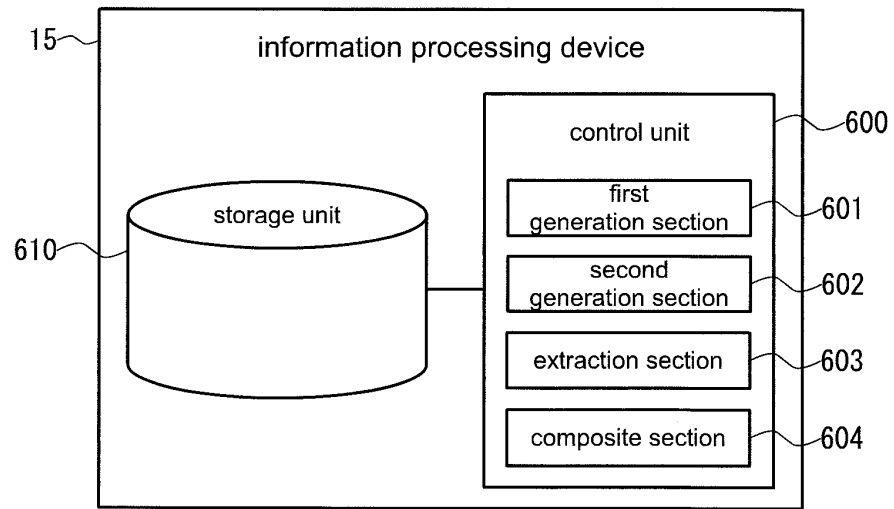 15
information processing device
control unit
600
first
generation section
601
storage unit
610
second
generation section
602
extraction section
603
composite section
604